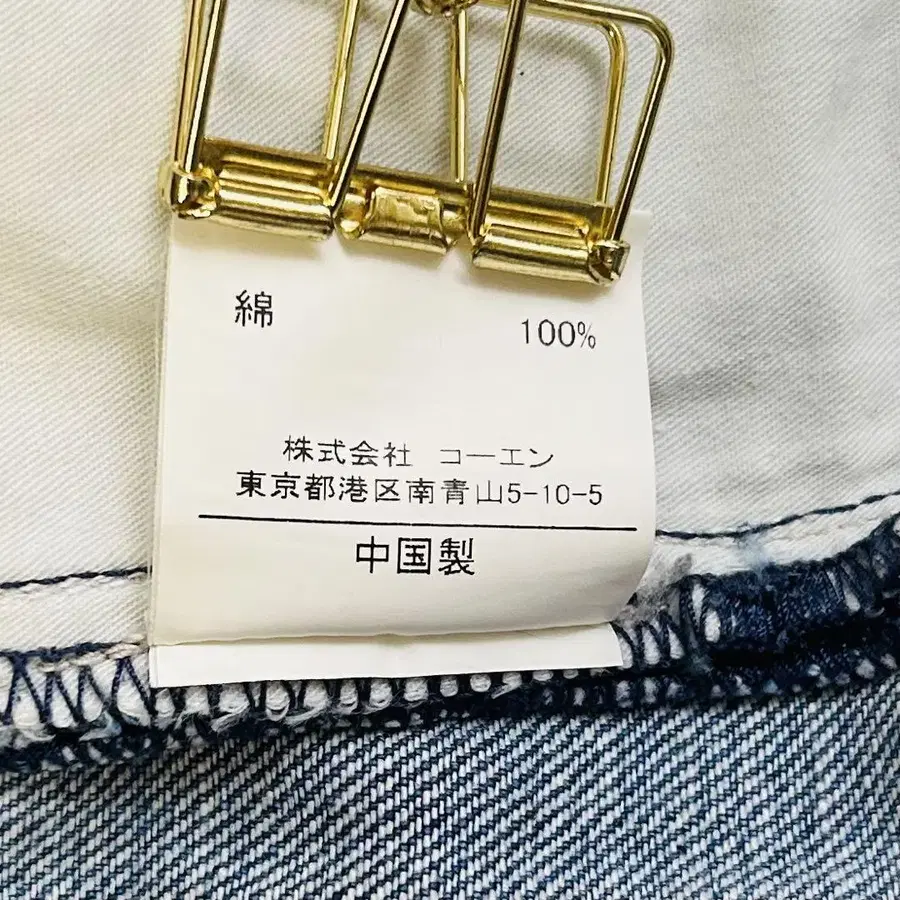 綿 100%
株式会社 コーエン
東京都港区南青山5-10-5
中国製